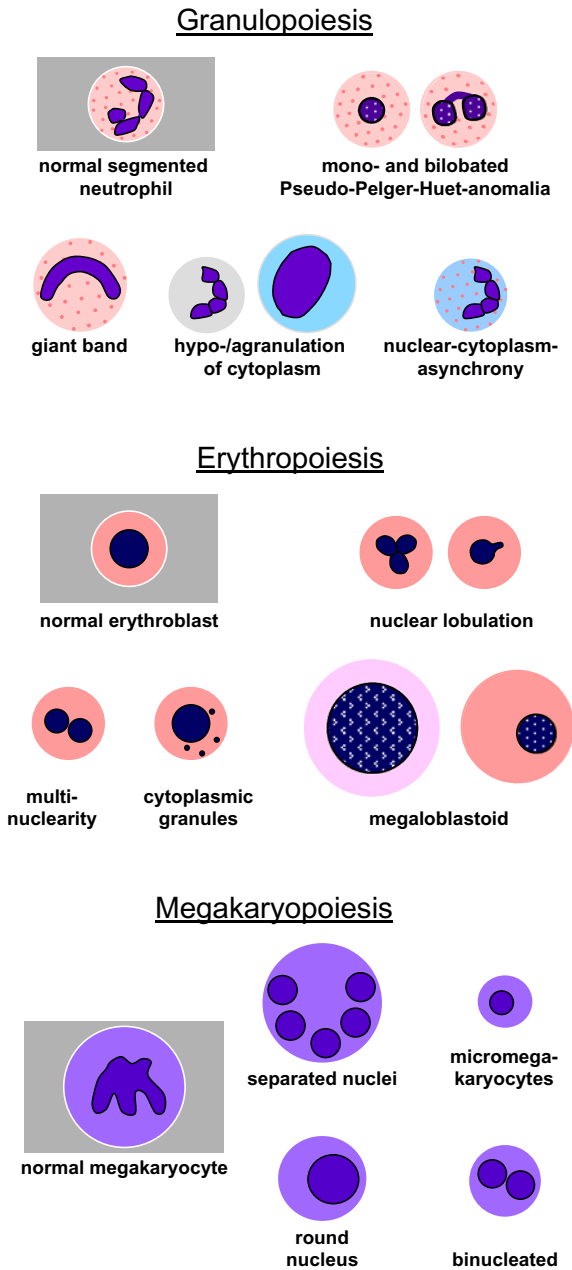 Granulopoiesis
normal segmented
neutrophil
mono- and bilobated
Pseudo-Pelger-Huet-anomalia
giant band
hypo-/agranulation
of cytoplasm
nuclear-cytoplasm-
asynchrony
Erythropoiesis
normal erythroblast
nuclear lobulation
multi-
nuclearity
cytoplasmic
granules
megaloblastoid
Megakaryopoiesis
normal megakaryocyte
separated nuclei
micromega-
karyocytes
round
nucleus
binucleated